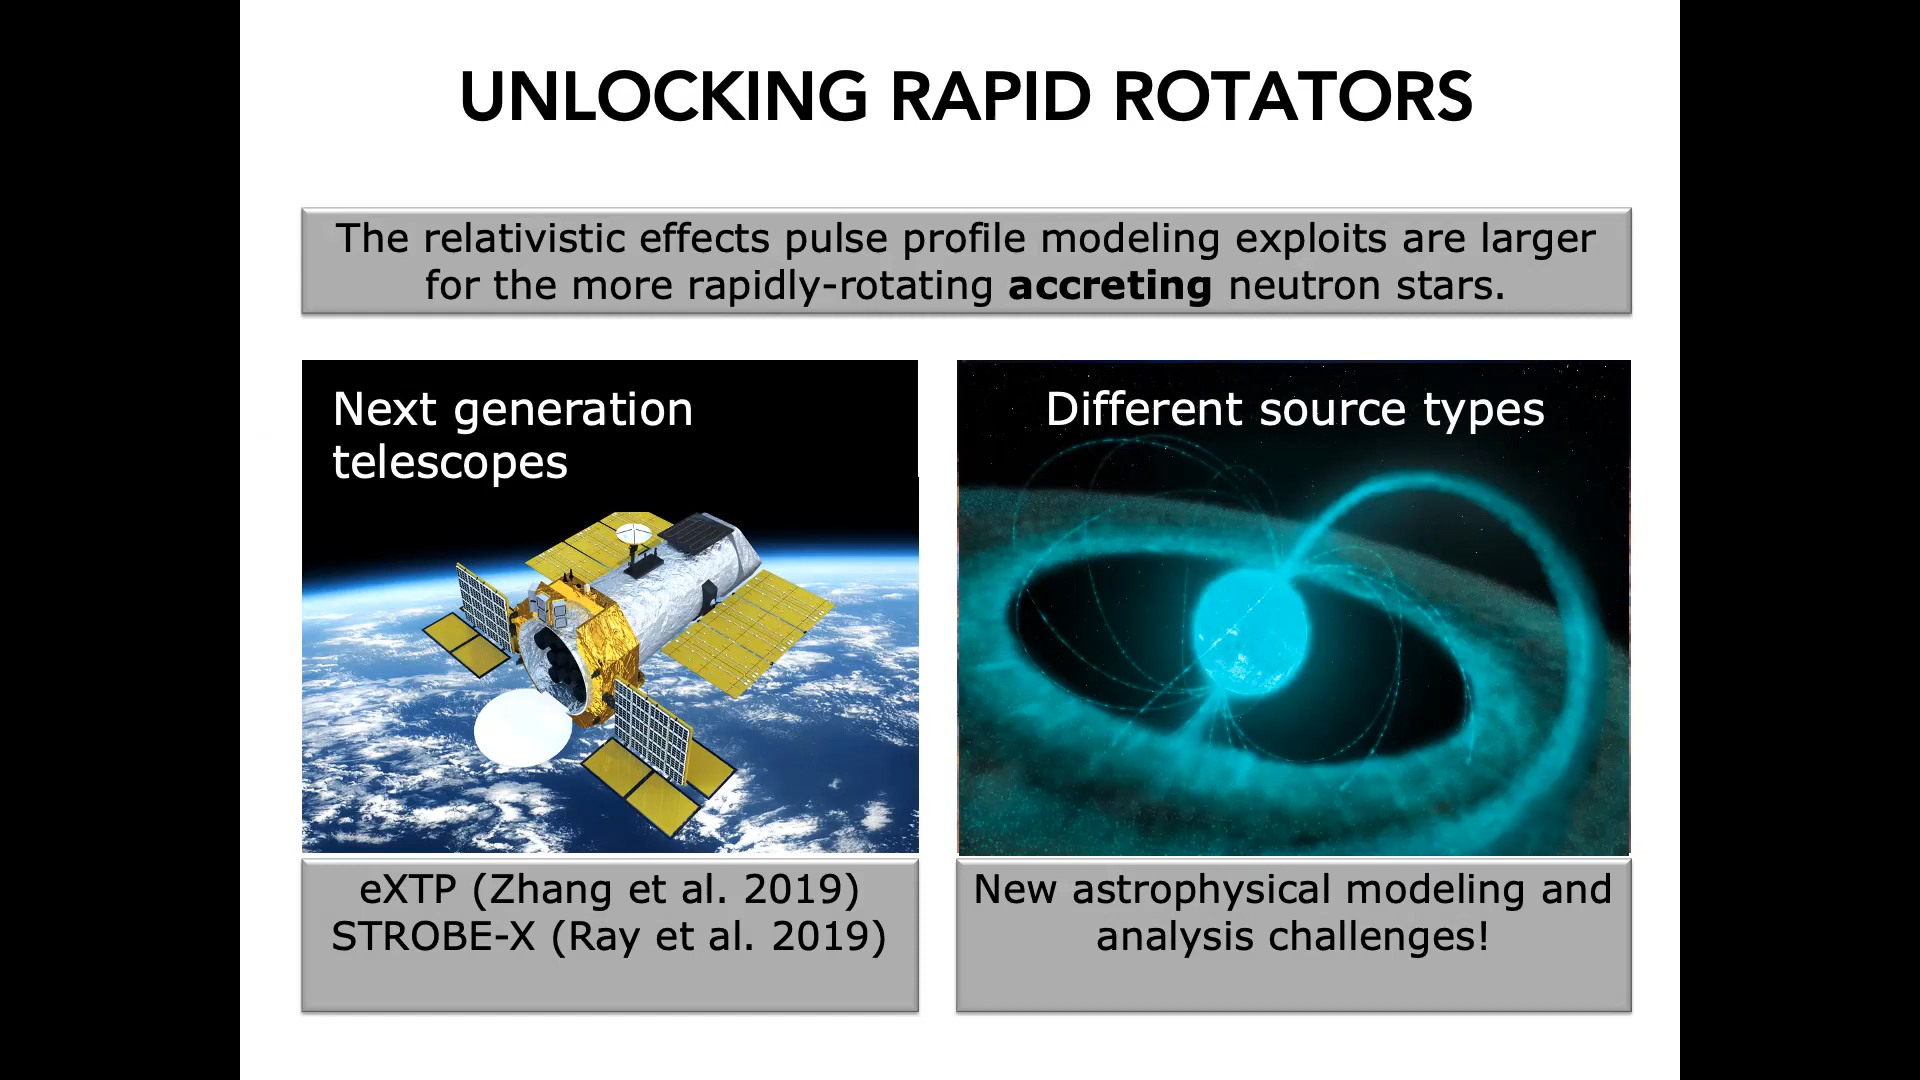 UNLOCKING RAPID ROTATORS
The relativistic effects pulse profile modeling exploits are larger
for the more rapidly-rotating accreting neutron stars.
Next generation
telescopes
Different source types
eXTP (Zhang et al. 2019)
STROBE-X (Ray et al. 2019)
New astrophysical modeling and
analysis challenges!